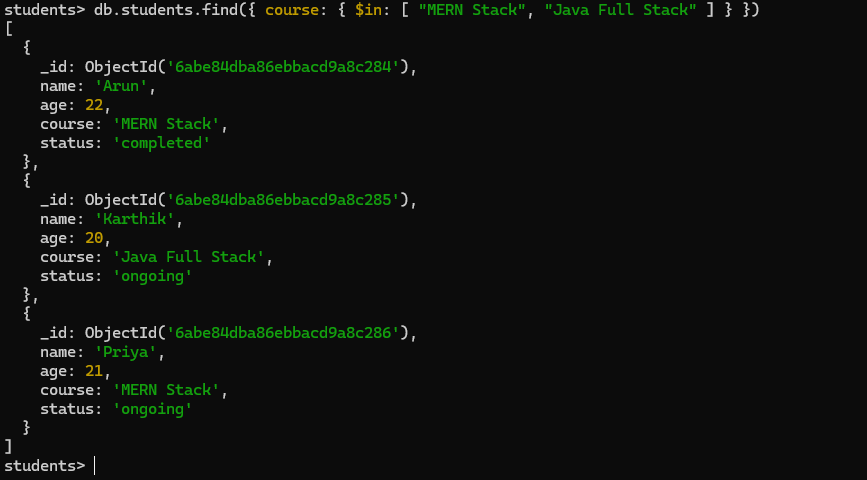 students> db.students.find({ course: { $in: [ "MERN Stack", "Java Full Stack" ] } })
[
  {
    _id: ObjectId('6abe84dba86ebbacd9a8c284'),
    name: 'Arun',
    age: 22,
    course: 'MERN Stack',
    status: 'completed'
  },
  {
    _id: ObjectId('6abe84dba86ebbacd9a8c285'),
    name: 'Karthik',
    age: 20,
    course: 'Java Full Stack',
    status: 'ongoing'
  },
  {
    _id: ObjectId('6abe84dba86ebbacd9a8c286'),
    name: 'Priya',
    age: 21,
    course: 'MERN Stack',
    status: 'ongoing'
  }
]
students>